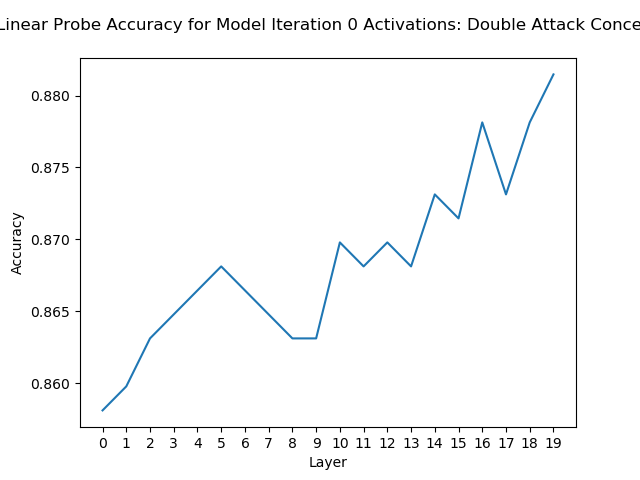 Linear Probe Accuracy for Model Iteration 0 Activations: Double Attack Conce
0.880
0.875
0.870
0.865
0.860
Accuracy
0 1 2 3 4 5 6 7 8 9 10 11 12 13 14 15 16 17 18 19
Layer